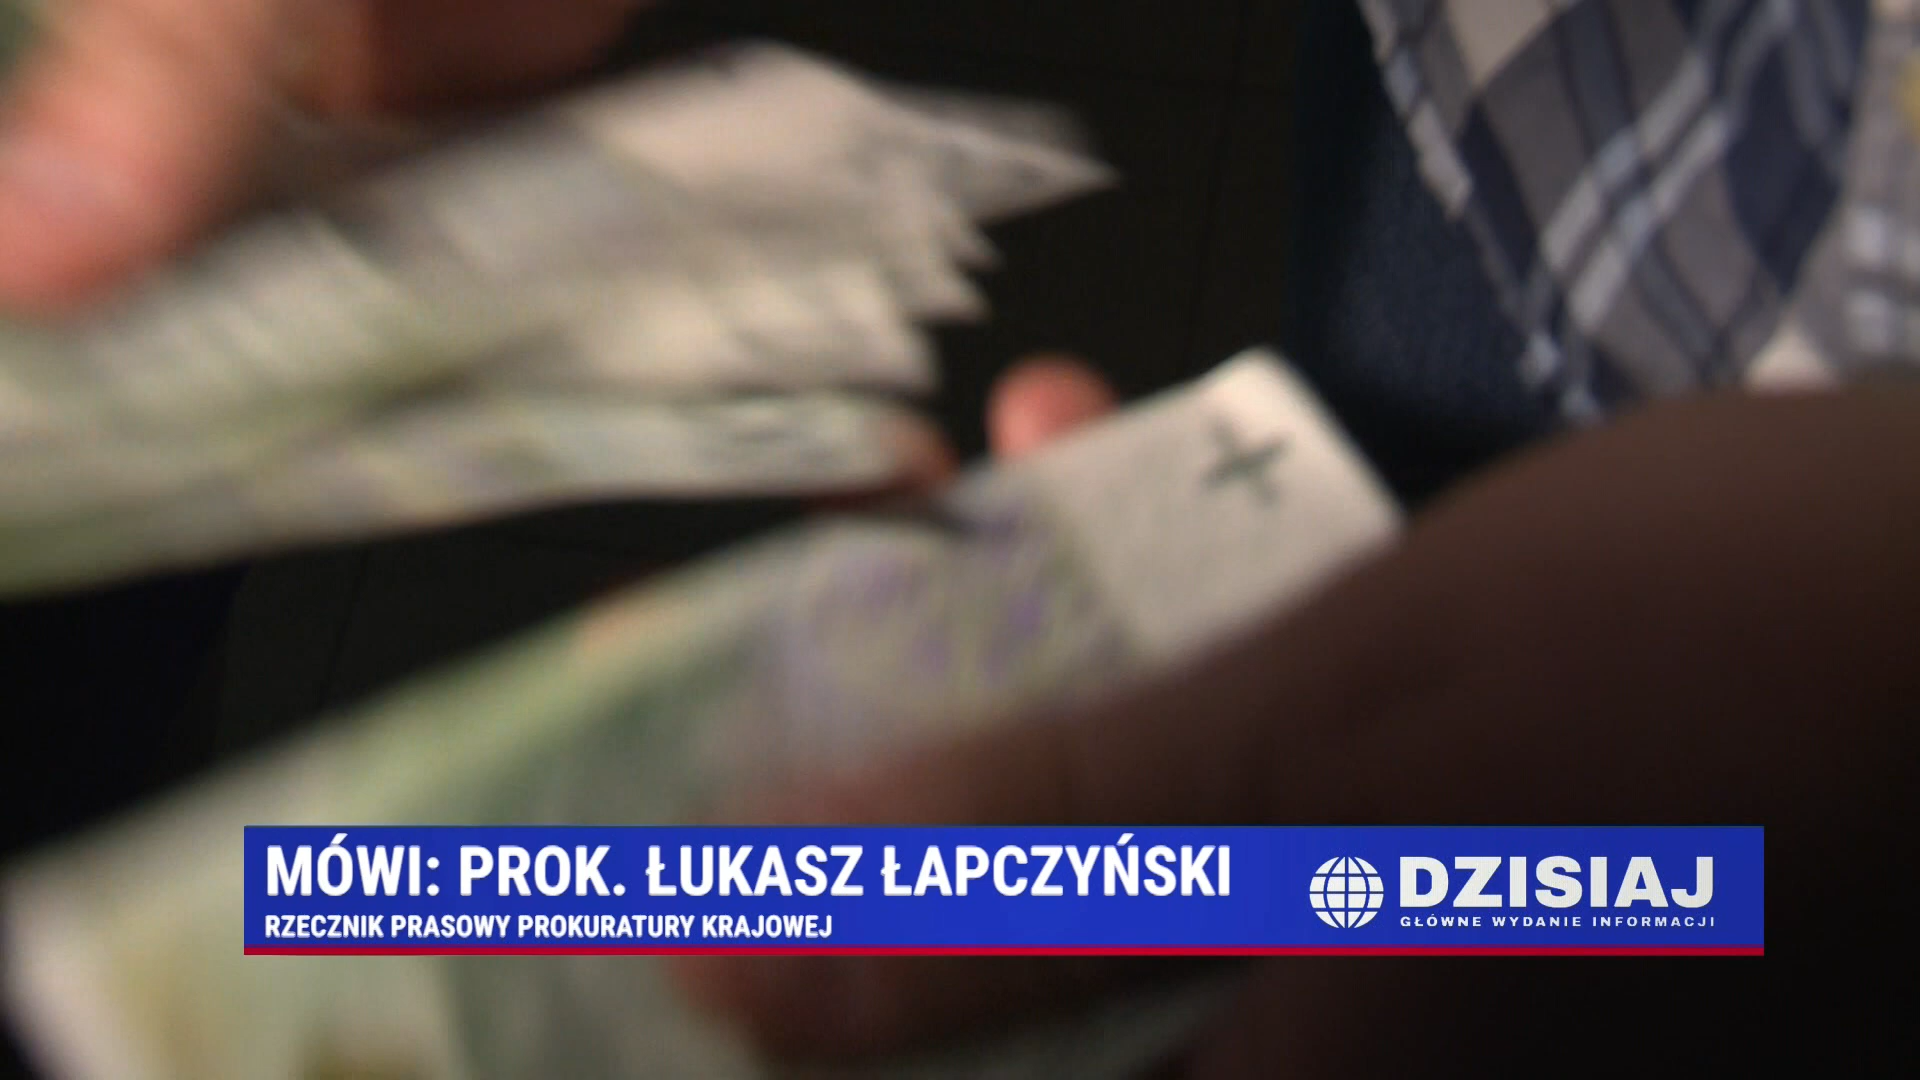 MÓWI: PROK. ŁUKASZ ŁAPCZYŃSKI
RZECZNIK PRASOWY PROKURATURY KRAJOWEJ
DZISIAJ
GŁÓWNE WYDANIE INFORMACJI